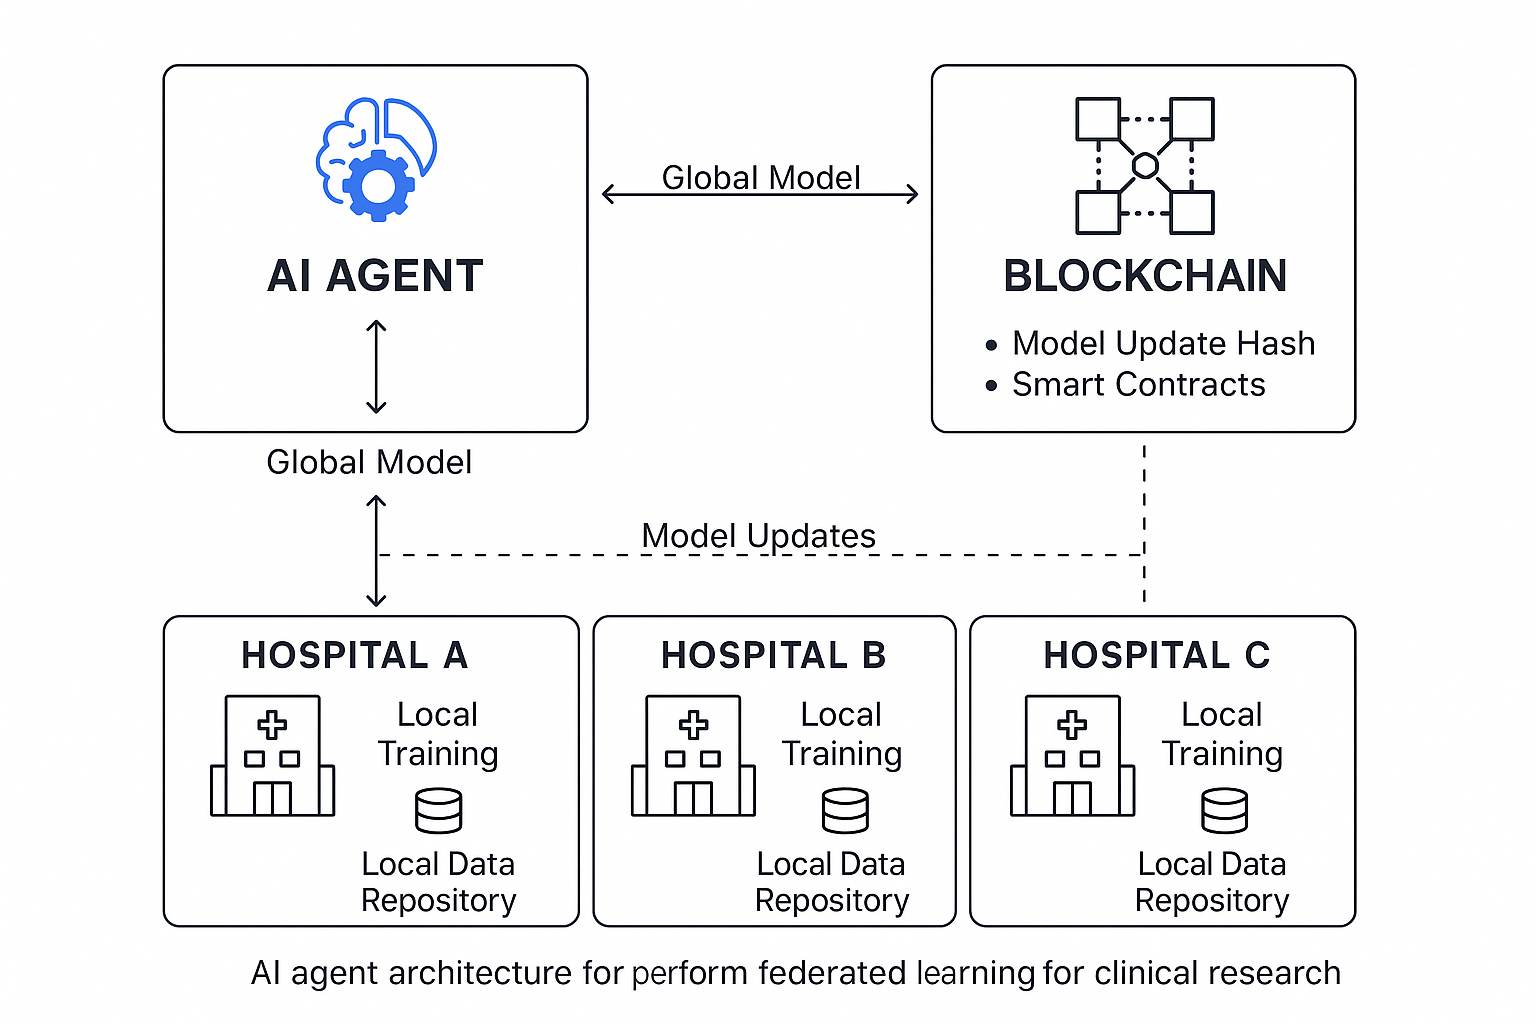 Global Model
AI AGENT
BLOCKCHAIN
• Model Update Hash
• Smart Contracts
Global Model
Model Updates
HOSPITAL A
Local
Training
Local Data
Repository
HOSPITAL B
Local
Training
Local Data
Repository
HOSPITAL C
Local
Training
Local Data
Repository
AI agent architecture for perform federated learning for clinical research